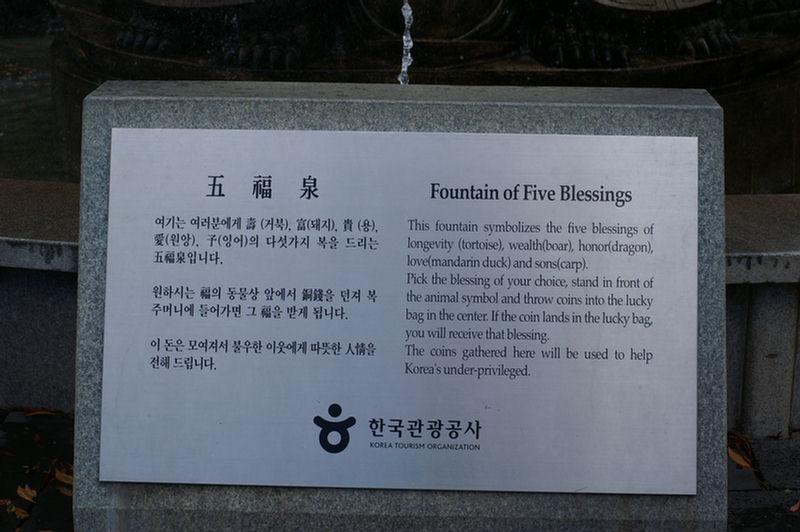 五 福 泉
여기는 여러분에게 壽 (거북), 富(돼지), 貴 (용),
愛(원앙), 子(잉어)의 다섯가지 복을 드리는
五福泉입니다.
원하시는 福의 동물상 앞에서 銅錢을 던져 복
주머니에 들어가면 그 福을 받게 됩니다.
이 돈은 모여져서 불우한 이웃에게 따뜻한 人情을
전해 드립니다.
Fountain of Five Blessings
This fountain symbolizes the five blessings of
longevity (tortoise), wealth(boar), honor(dragon),
love(mandarin duck) and sons(carp).
Pick the blessing of your choice, stand in front of
the animal symbol and throw coins into the lucky
bag in the center. If the coin lands in the lucky bag,
you will receive that blessing.
The coins gathered here will be used to help
Korea's under-privileged.
한국관광공사
KOREA TOURISM ORGANIZATION